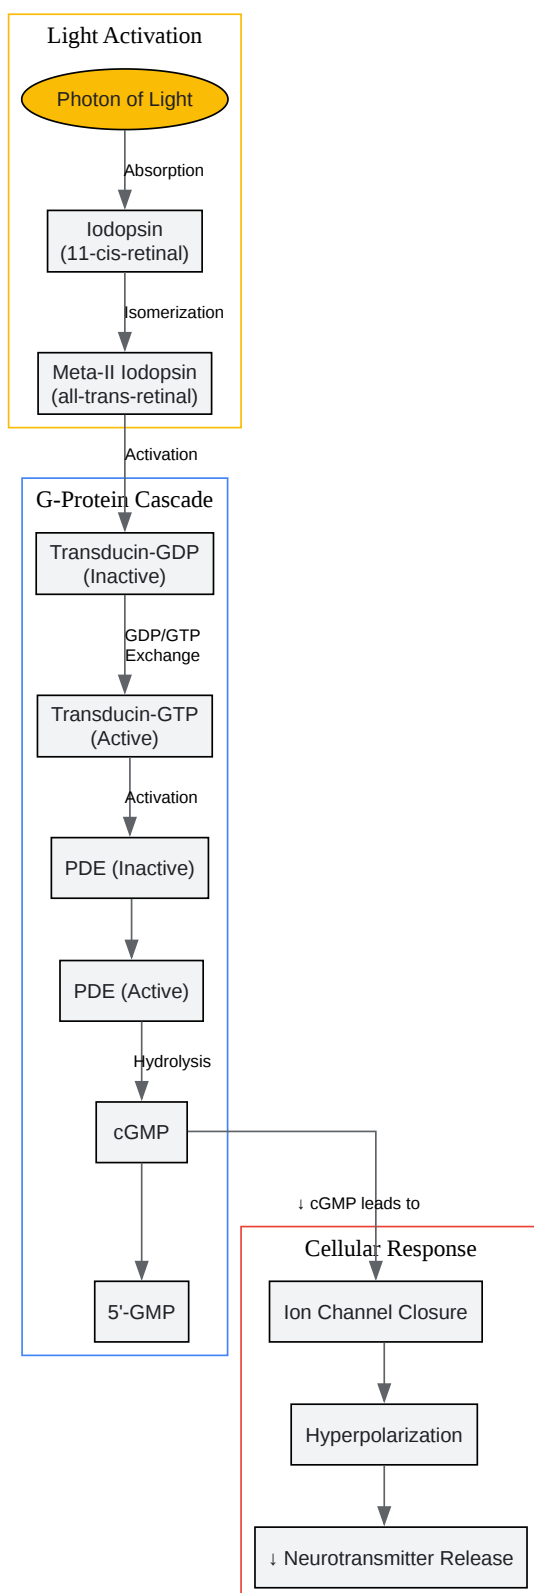 Light Activation
Photon of Light
Absorption
Iodopsin
(11-cis-retinal)
Isomerization
Meta-II Iodopsin
(all-trans-retinal)
Activation
G-Protein Cascade
Transducin-GDP
(Inactive)
GDP/GTP
Exchange
Transducin-GTP
(Active)
Activation
PDE (Inactive)
PDE (Active)
Hydrolysis
cGMP
↓ cGMP leads to
Cellular Response
5'-GMP
Ion Channel Closure
Hyperpolarization
↓ Neurotransmitter Release